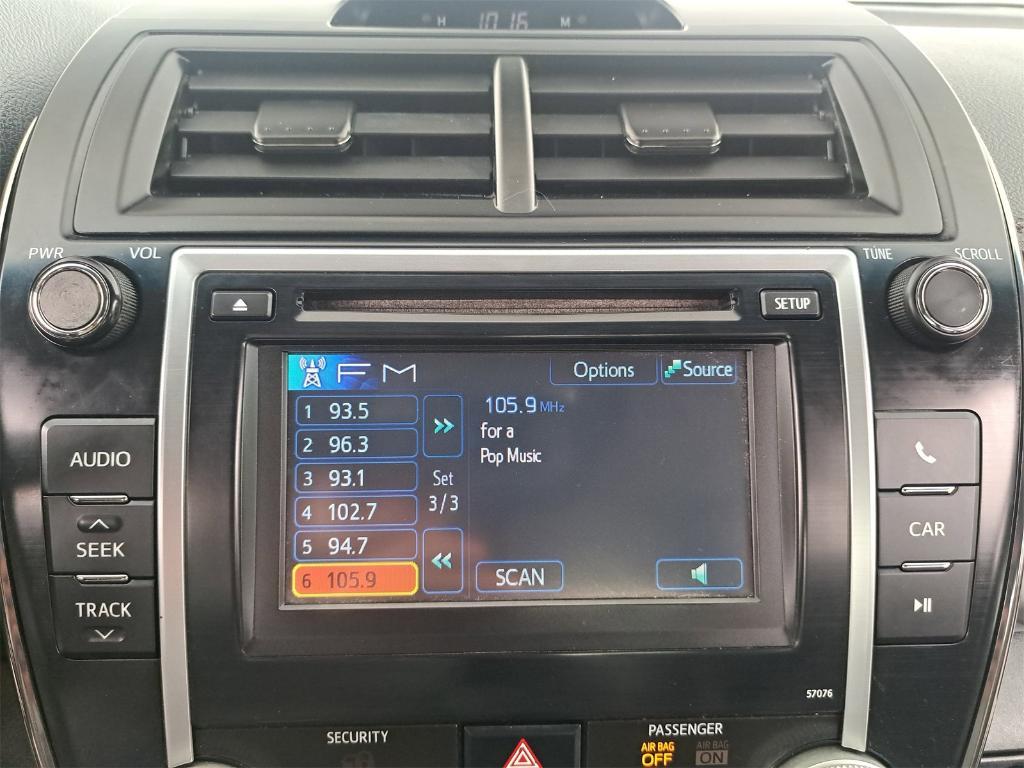 H 10:16 M
PWR VOL
TUNE SCROLL
SETUP
FM
Options
Source
1 93.5
2 96.3
3 93.1
4 102.7
5 94.7
6 105.9
Set
3/3
105.9 MHz
for a
Pop Music
SCAN
AUDIO
SEEK
TRACK
CAR
57076
SECURITY
PASSENGER
AIR BAG
OFF
AIR BAG
ON